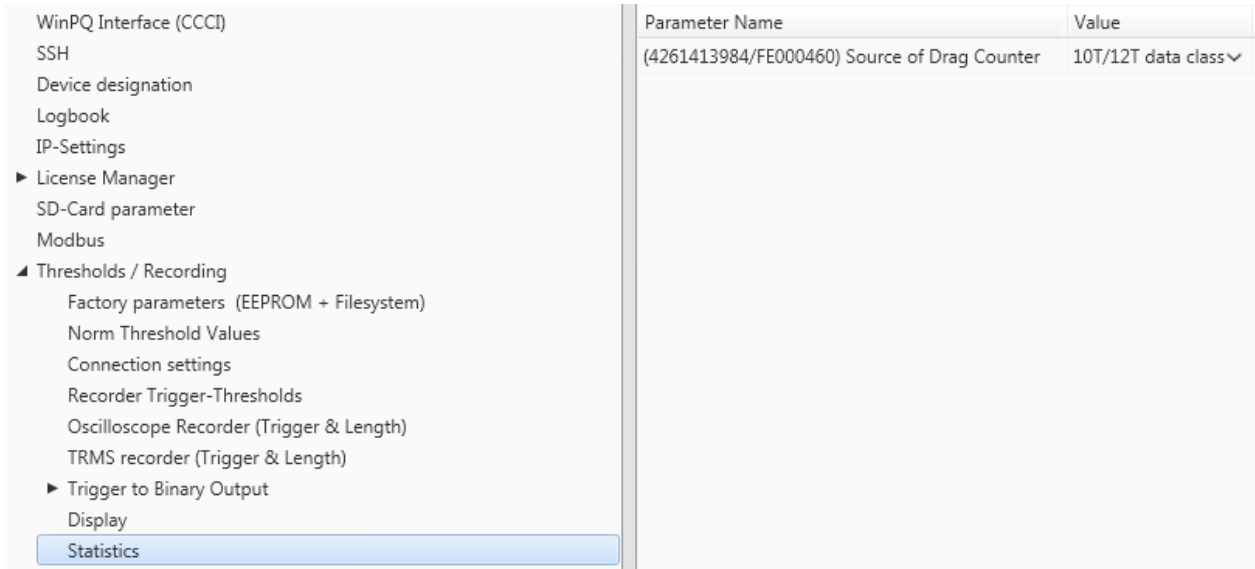 WinPQ Interface (CCCI)
SSH
Device designation
Logbook
IP-Settings
License Manager
SD-Card parameter
Modbus
Thresholds / Recording
Factory parameters (EEPROM + Filesystem)
Norm Threshold Values
Connection settings
Recorder Trigger-Thresholds
Oscilloscope Recorder (Trigger & Length)
TRMS recorder (Trigger & Length)
Trigger to Binary Output
Display
Statistics
Parameter Name Value
(4261413984/FE000460) Source of Drag Counter 10T/12T data class